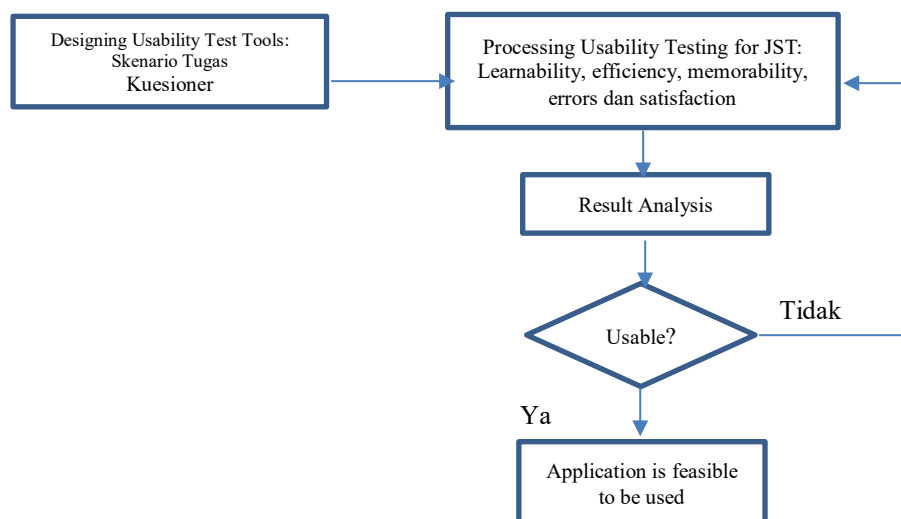 Designing Usability Test Tools:
Skenario Tugas
Kuesioner
Processing Usability Testing for JST:
Learnability, efficiency, memorability,
errors dan satisfaction
Result Analysis
Usable?
Tidak
Ya
Application is feasible
to be used